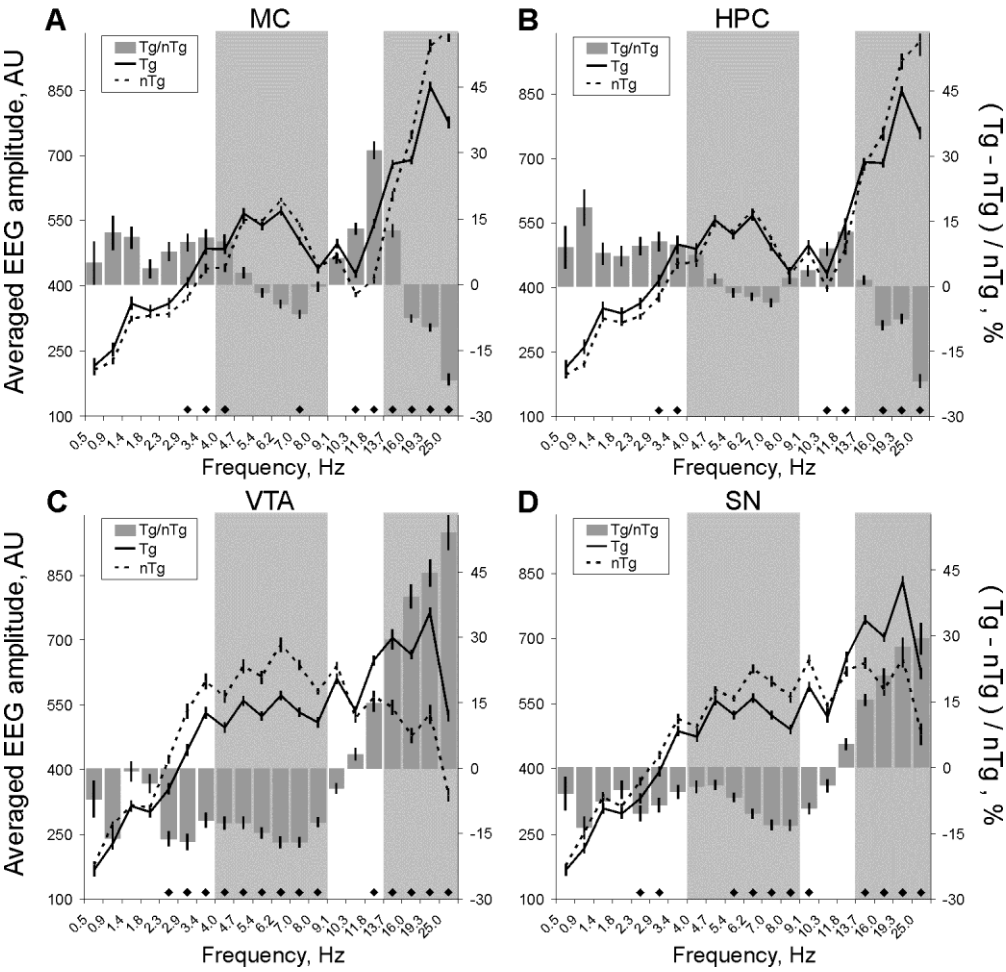 A
MC
B
HPC
Averaged EEG amplitude, AU
(Tg - nTg ) / nTg , %
Tg/nTg
Tg
nTg
Tg/nTg
Tg
nTg
850
700
550
400
250
100
45
30
15
0
-15
-30
850
700
550
400
250
100
45
30
15
0
-15
-30
0.5 0.9 1.4 1.8 2.3 2.9 3.4 4.0 4.7 5.4 6.2 7.0 8.0 9.1 10.3 11.8 13.7 16.0 19.3 25.0
0.5 0.9 1.4 1.8 2.3 2.9 3.4 4.0 4.7 5.4 6.2 7.0 8.0 9.1 10.3 11.8 13.7 16.0 19.3 25.0
Frequency, Hz
Frequency, Hz
C
VTA
D
SN
Averaged EEG amplitude, AU
(Tg - nTg ) / nTg , %
Tg/nTg
Tg
nTg
Tg/nTg
Tg
nTg
850
700
550
400
250
100
45
30
15
0
-15
-30
850
700
550
400
250
100
45
30
15
0
-15
-30
0.5 0.9 1.4 1.8 2.3 2.9 3.4 4.0 4.7 5.4 6.2 7.0 8.0 9.1 10.3 11.8 13.7 16.0 19.3 25.0
0.5 0.9 1.4 1.8 2.3 2.9 3.4 4.0 4.7 5.4 6.2 7.0 8.0 9.1 10.3 11.8 13.7 16.0 19.3 25.0
Frequency, Hz
Frequency, Hz